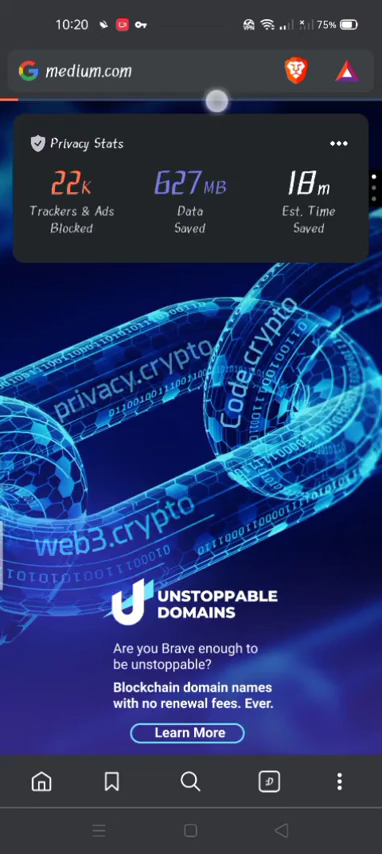 10:20
75%
medium.com
Privacy Stats
22K
627MB
18m
Trackers & Ads
Blocked
Data
Saved
Est. Time
Saved
privacy.crypto
Code.crypto
web3.crypto
UNSTOPPABLE
DOMAINS
Are you Brave enough to
be unstoppable?
Blockchain domain names
with no renewal fees. Ever.
Learn More
:D